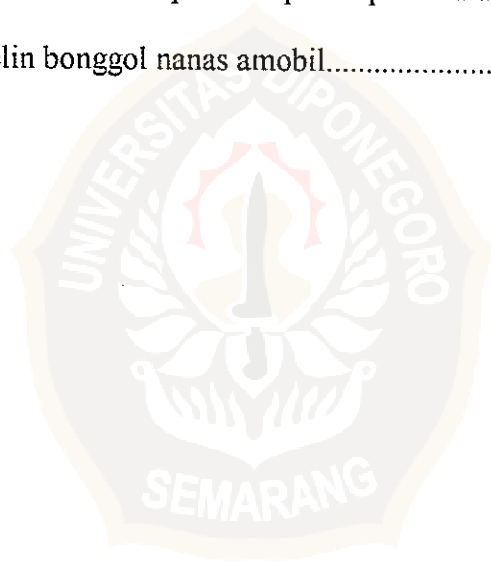 lin bonggol nanas amobil.....................
UNIVERSITAS DIPONEGORO
SEMARANG